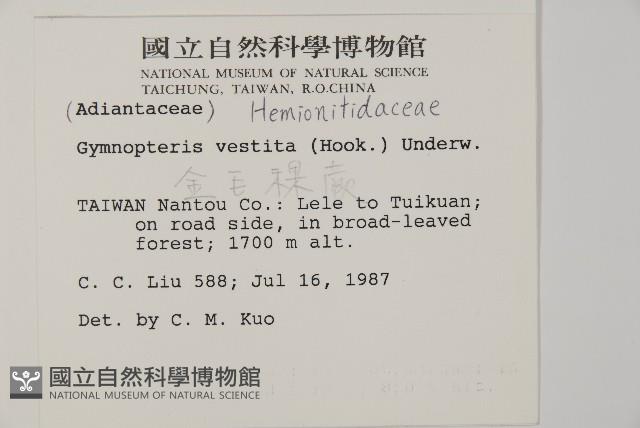 國立自然科學博物館
NATIONAL MUSEUM OF NATURAL SCIENCE
TAICHUNG, TAIWAN, R.O.CHINA
(Adiantaceae) Hemionitidaceae
Gymnopteris vestita (Hook.) Underw.
金毛裸蕨
TAIWAN Nantou Co.: Lele to Tuikuan;
on road side, in broad-leaved
forest; 1700 m alt.
C. C. Liu 588; Jul 16, 1987
Det. by C. M. Kuo
國立自然科學博物館
NATIONAL MUSEUM OF NATURAL SCIENCE